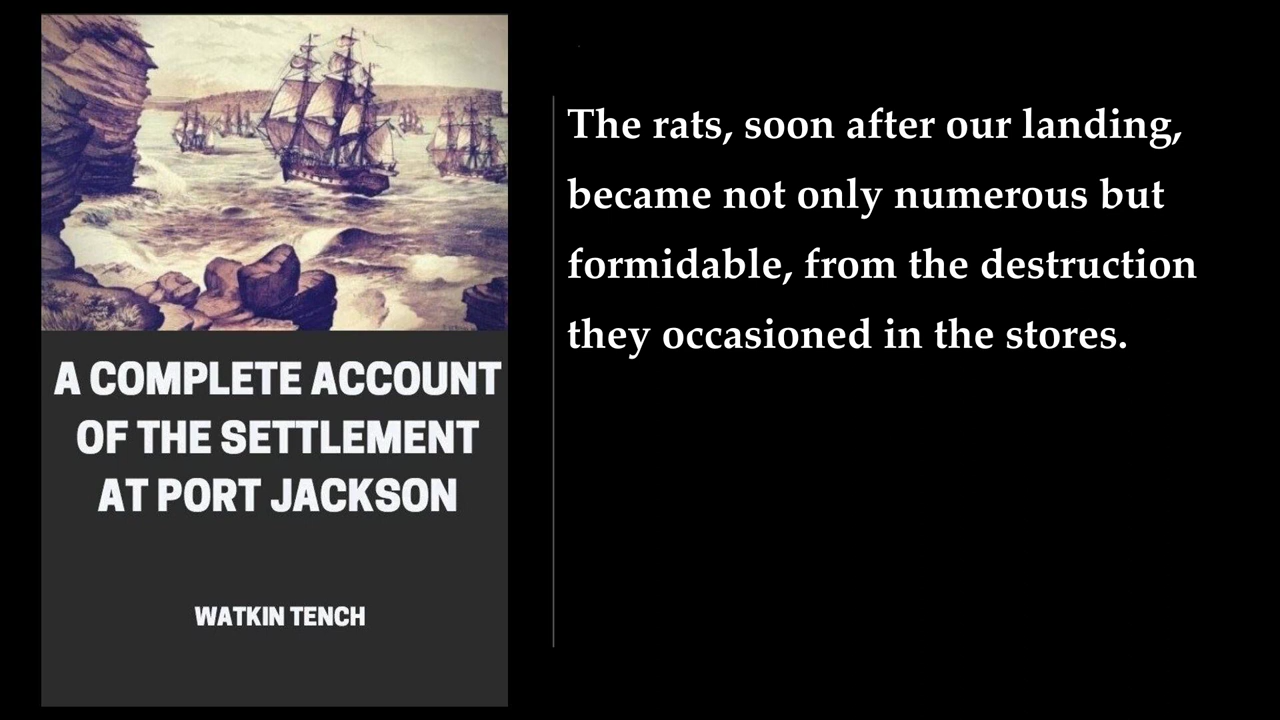 A COMPLETE ACCOUNT
OF THE SETTLEMENT
AT PORT JACKSON
WATKIN TENCH
The rats, soon after our landing,
became not only numerous but
formidable, from the destruction
they occasioned in the stores.